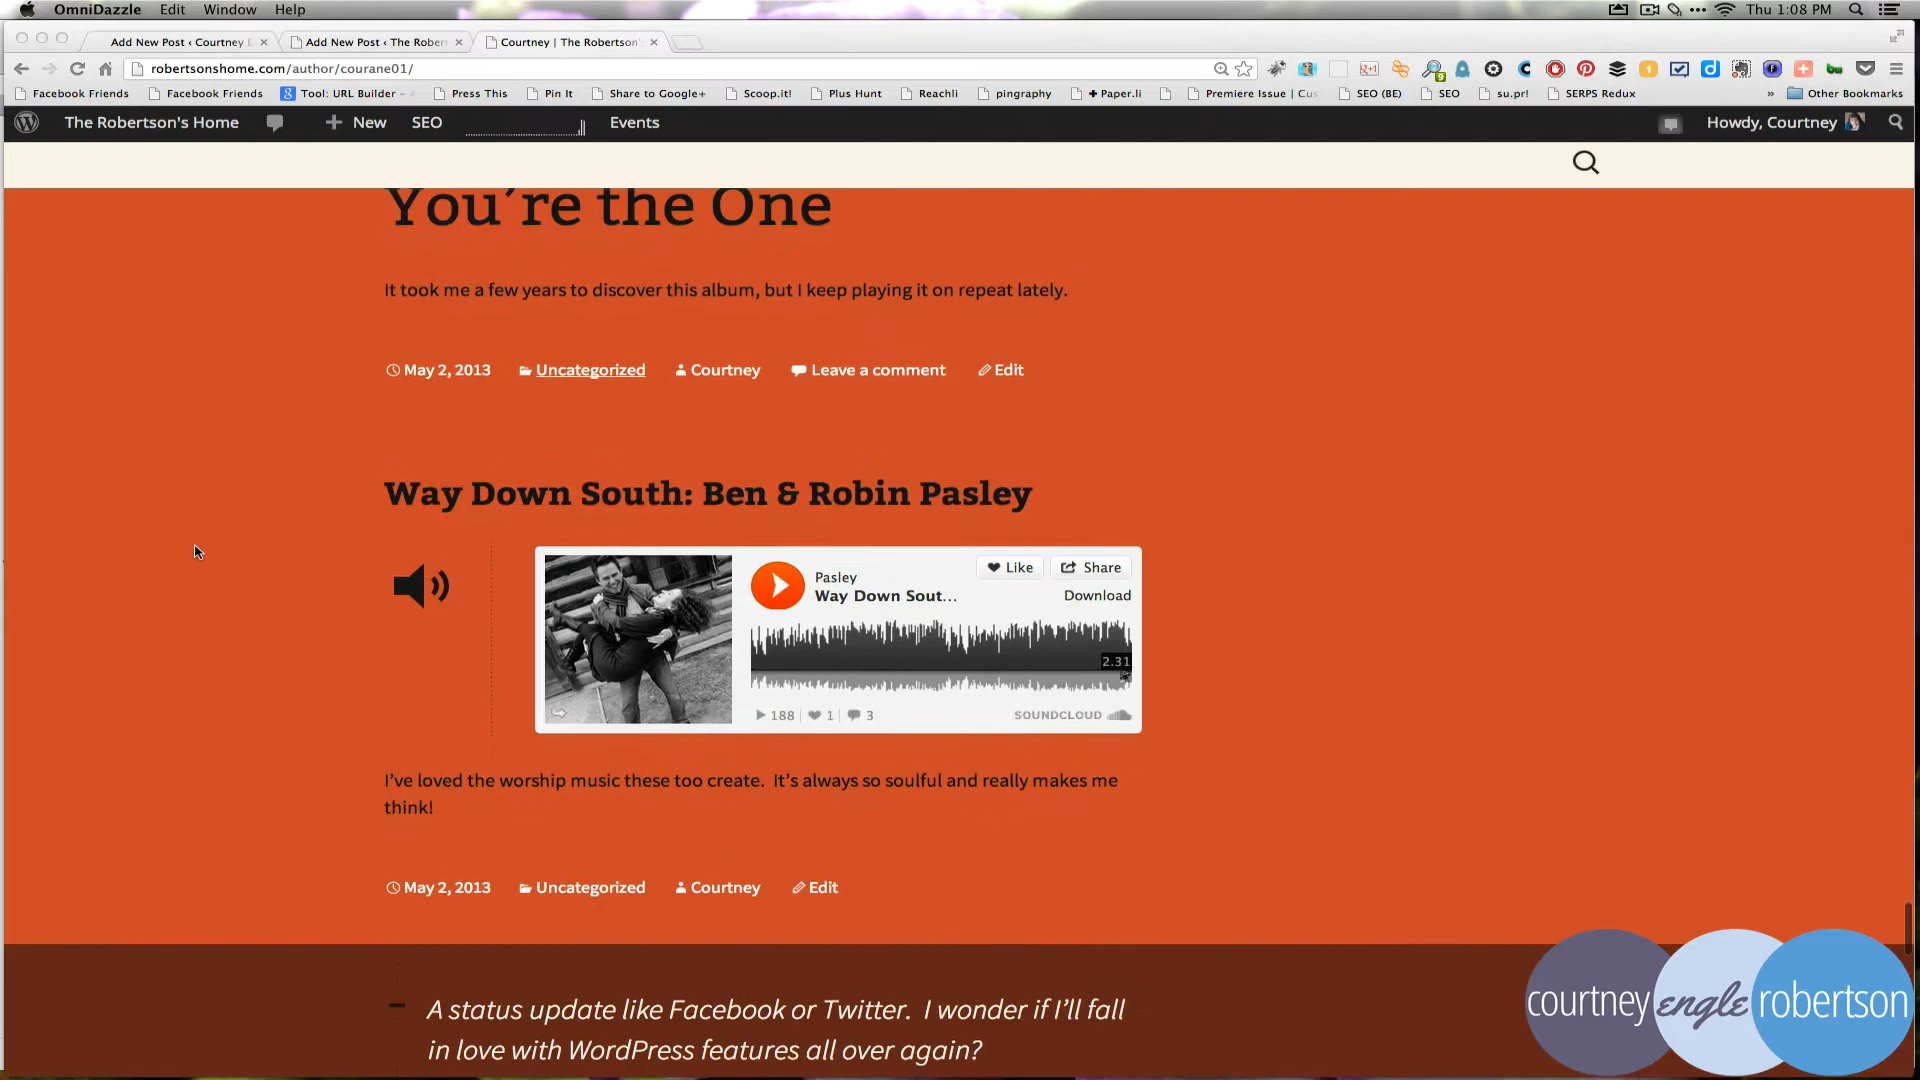 OmniDazzle Edit Window Help Thu 1:08 PM
Add New Post ‹ Courtney E Add New Post ‹ The Rober Courtney | The Robertson'
robertsonshome.com/author/courane01/
Facebook Friends Facebook Friends Tool: URL Builder – Press This Pin It Share to Google+ Scoop.it! Plus Hunt Reachli pingraphy + Paper.li Premiere Issue | Cus SEO (BE) SEO su.pr! SERPS Redux » Other Bookmarks
The Robertson's Home + New SEO Events Howdy, Courtney
You're the One
It took me a few years to discover this album, but I keep playing it on repeat lately.
May 2, 2013 Uncategorized Courtney Leave a comment Edit
Way Down South: Ben & Robin Pasley
Pasley Like Share
Way Down Sout... Download
2.31
188 1 3 SOUNDCLOUD
I've loved the worship music these too create. It's always so soulful and really makes me
think!
May 2, 2013 Uncategorized Courtney Edit
A status update like Facebook or Twitter. I wonder if I'll fall
in love with WordPress features all over again?
courtney engle robertson